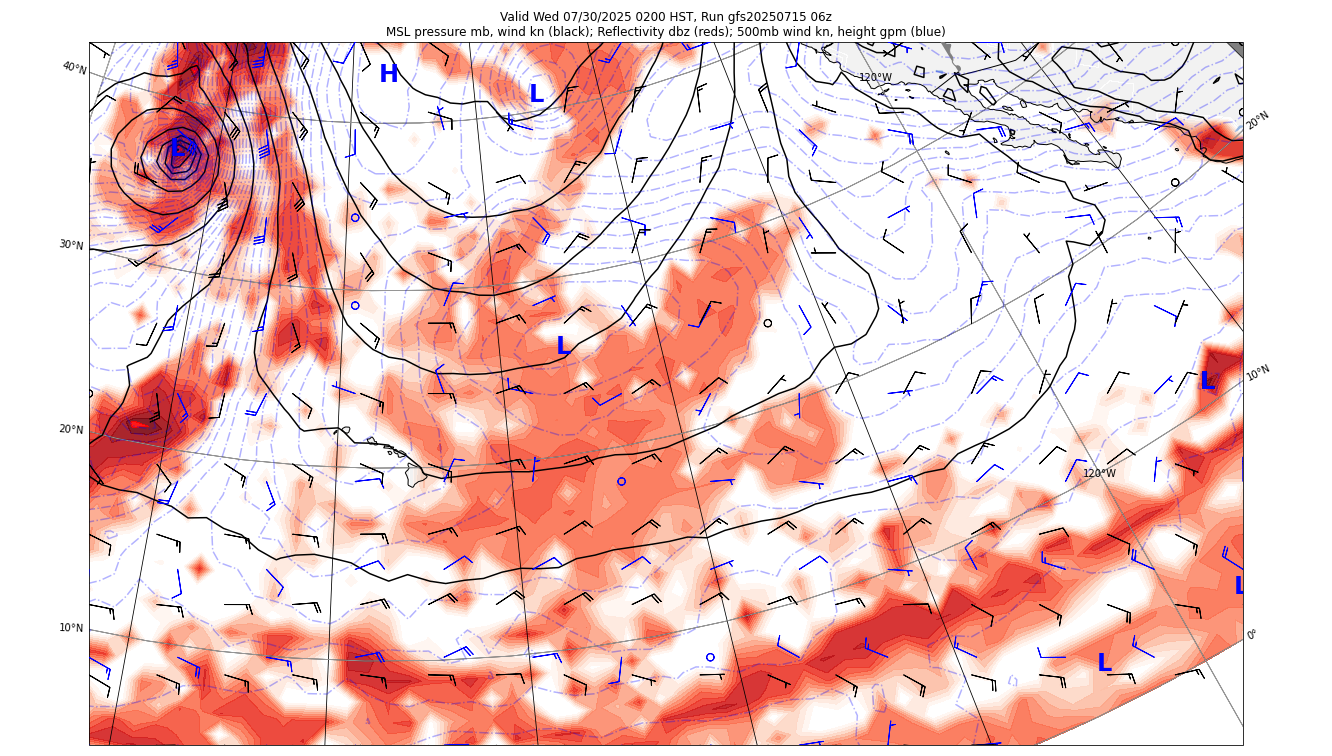 Valid Wed 07/30/2025 0200 HST, Run gfs20250715 06z
MSL pressure mb, wind kn (black); Reflectivity dbz (reds); 500mb wind kn, height gpm (blue)
40°N
H
L
120°W
20°N
L
30°N
L
L
10°N
20°N
120°W
L
10°N
0°
L